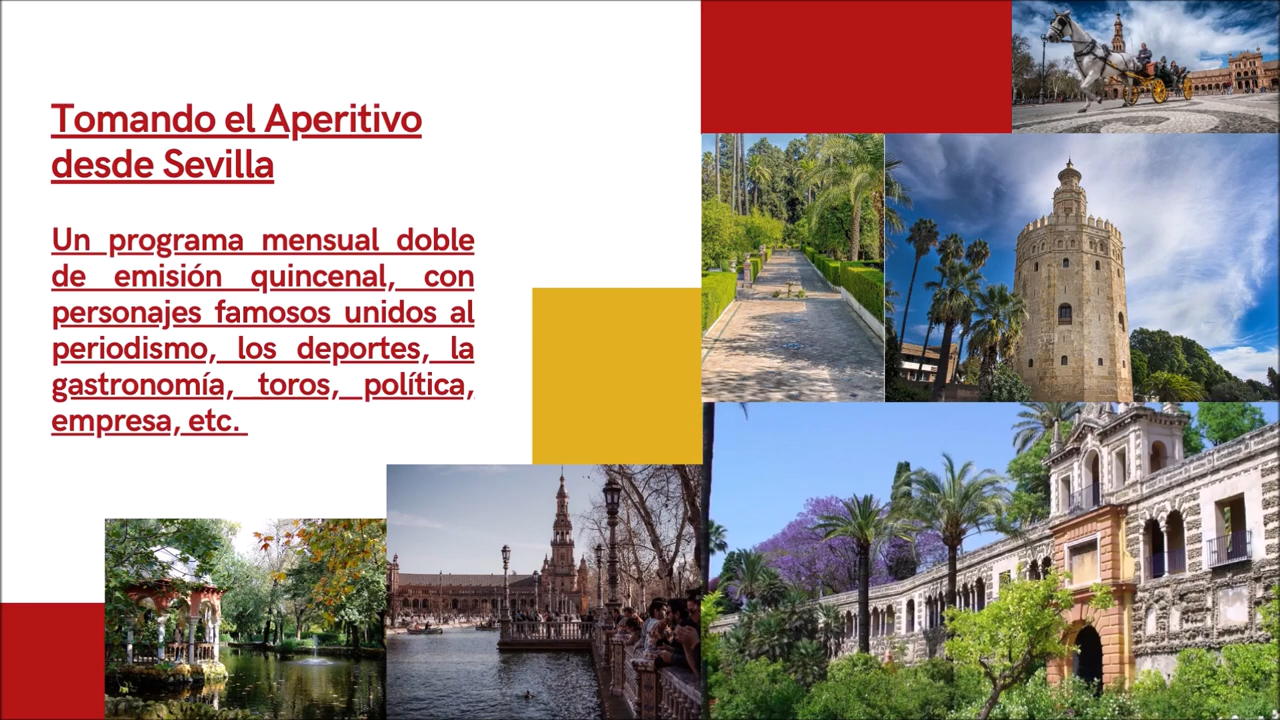 Tomando el Aperitivo
desde Sevilla
Un programa mensual doble
de emisión quincenal, con
personajes famosos unidos al
periodismo, los deportes, la
gastronomía, toros, política,
empresa, etc.